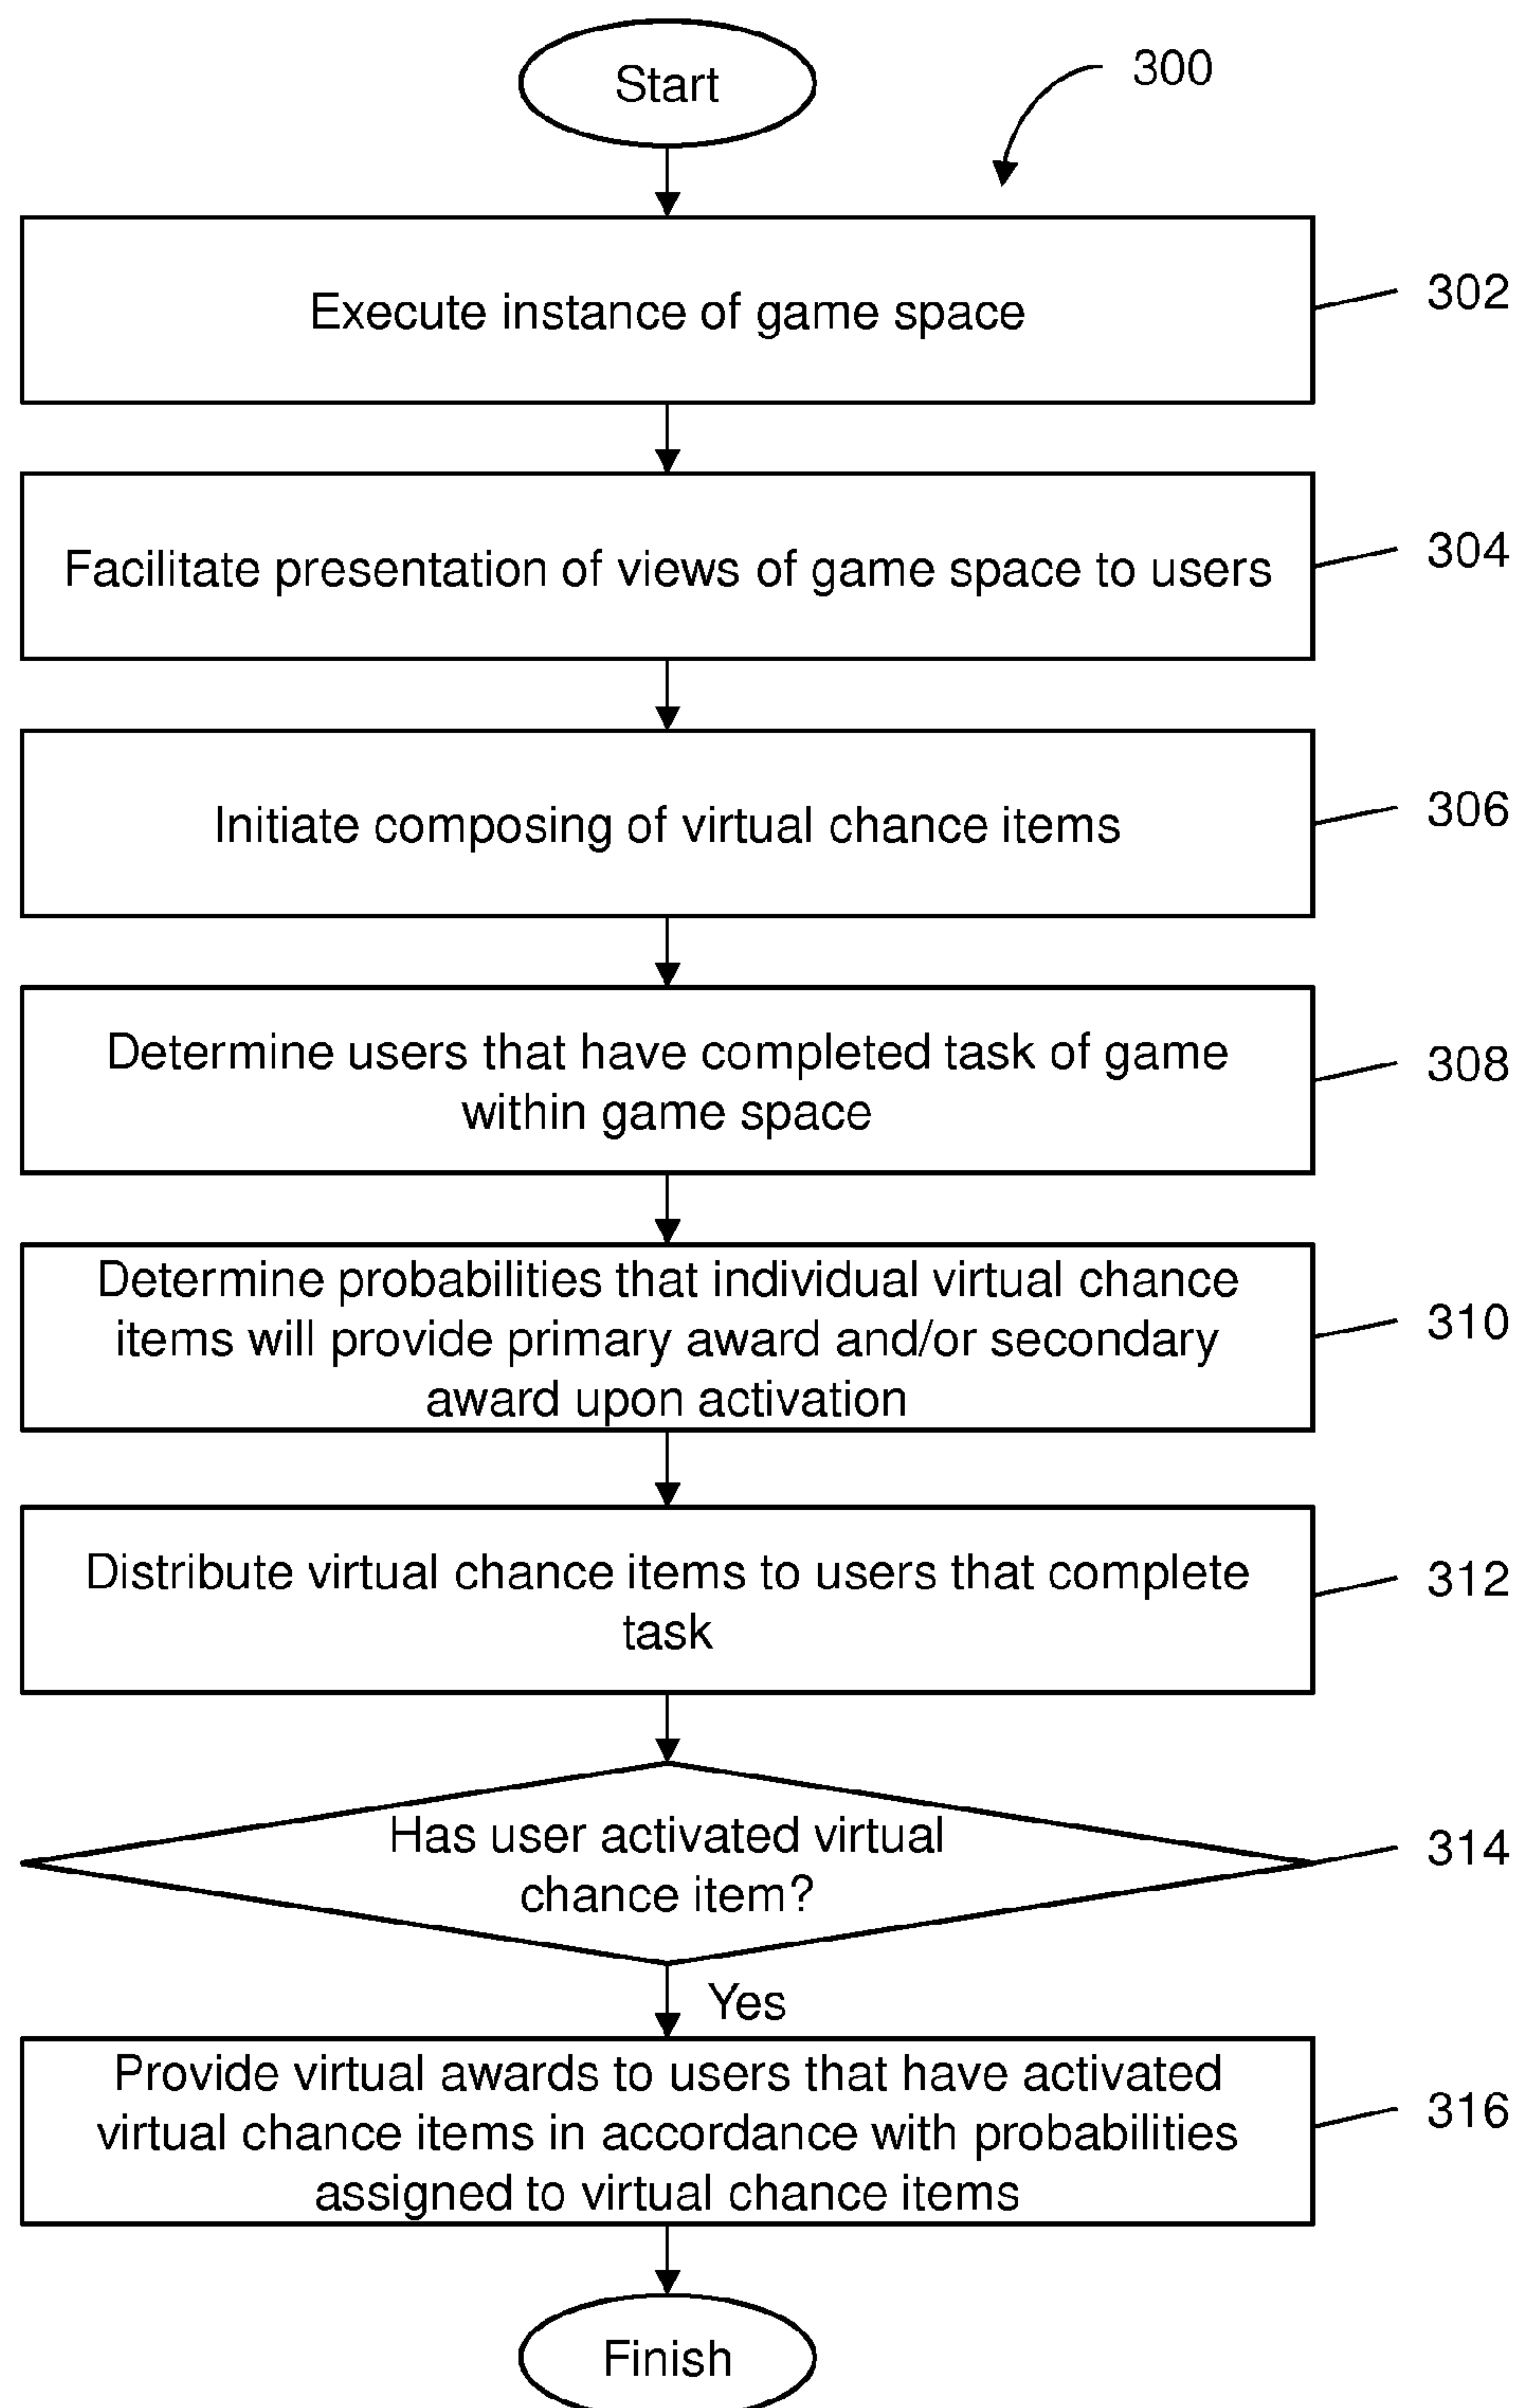 Start
300
Execute instance of game space
302
Facilitate presentation of views of game space to users
304
Initiate composing of virtual chance items
306
Determine users that have completed task of game
within game space
308
Determine probabilities that individual virtual chance
items will provide primary award and/or secondary
award upon activation
310
Distribute virtual chance items to users that complete
task
312
Has user activated virtual
chance item?
314
Yes
Provide virtual awards to users that have activated
virtual chance items in accordance with probabilities
assigned to virtual chance items
316
Finish